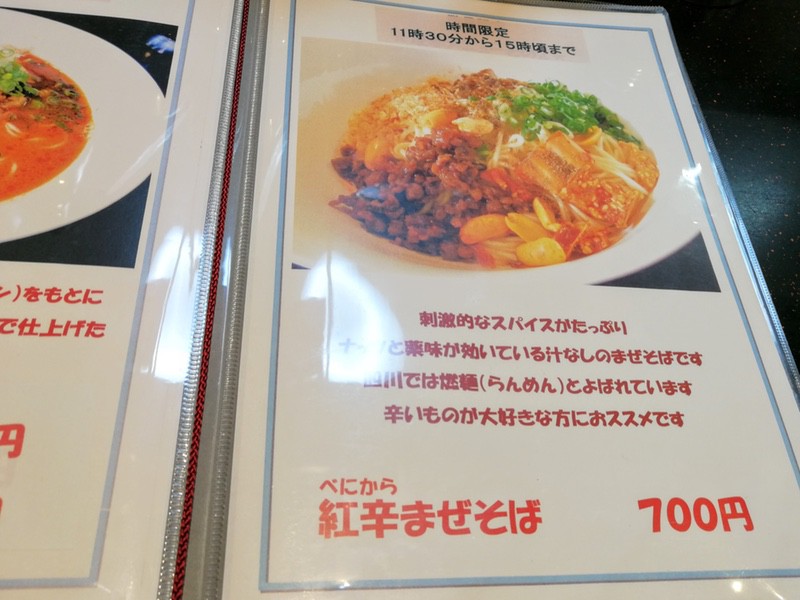 ン)をもとに
で仕上げた
円
時間限定
11時30分から15時頃まで
刺激的なスパイスがたっぷり
と薬味が効いている汁なしのまぜそばです
四川では燃麺(らんめん)とよばれています
辛いものが大好きな方におススメです
べにから
紅辛まぜそば 700円